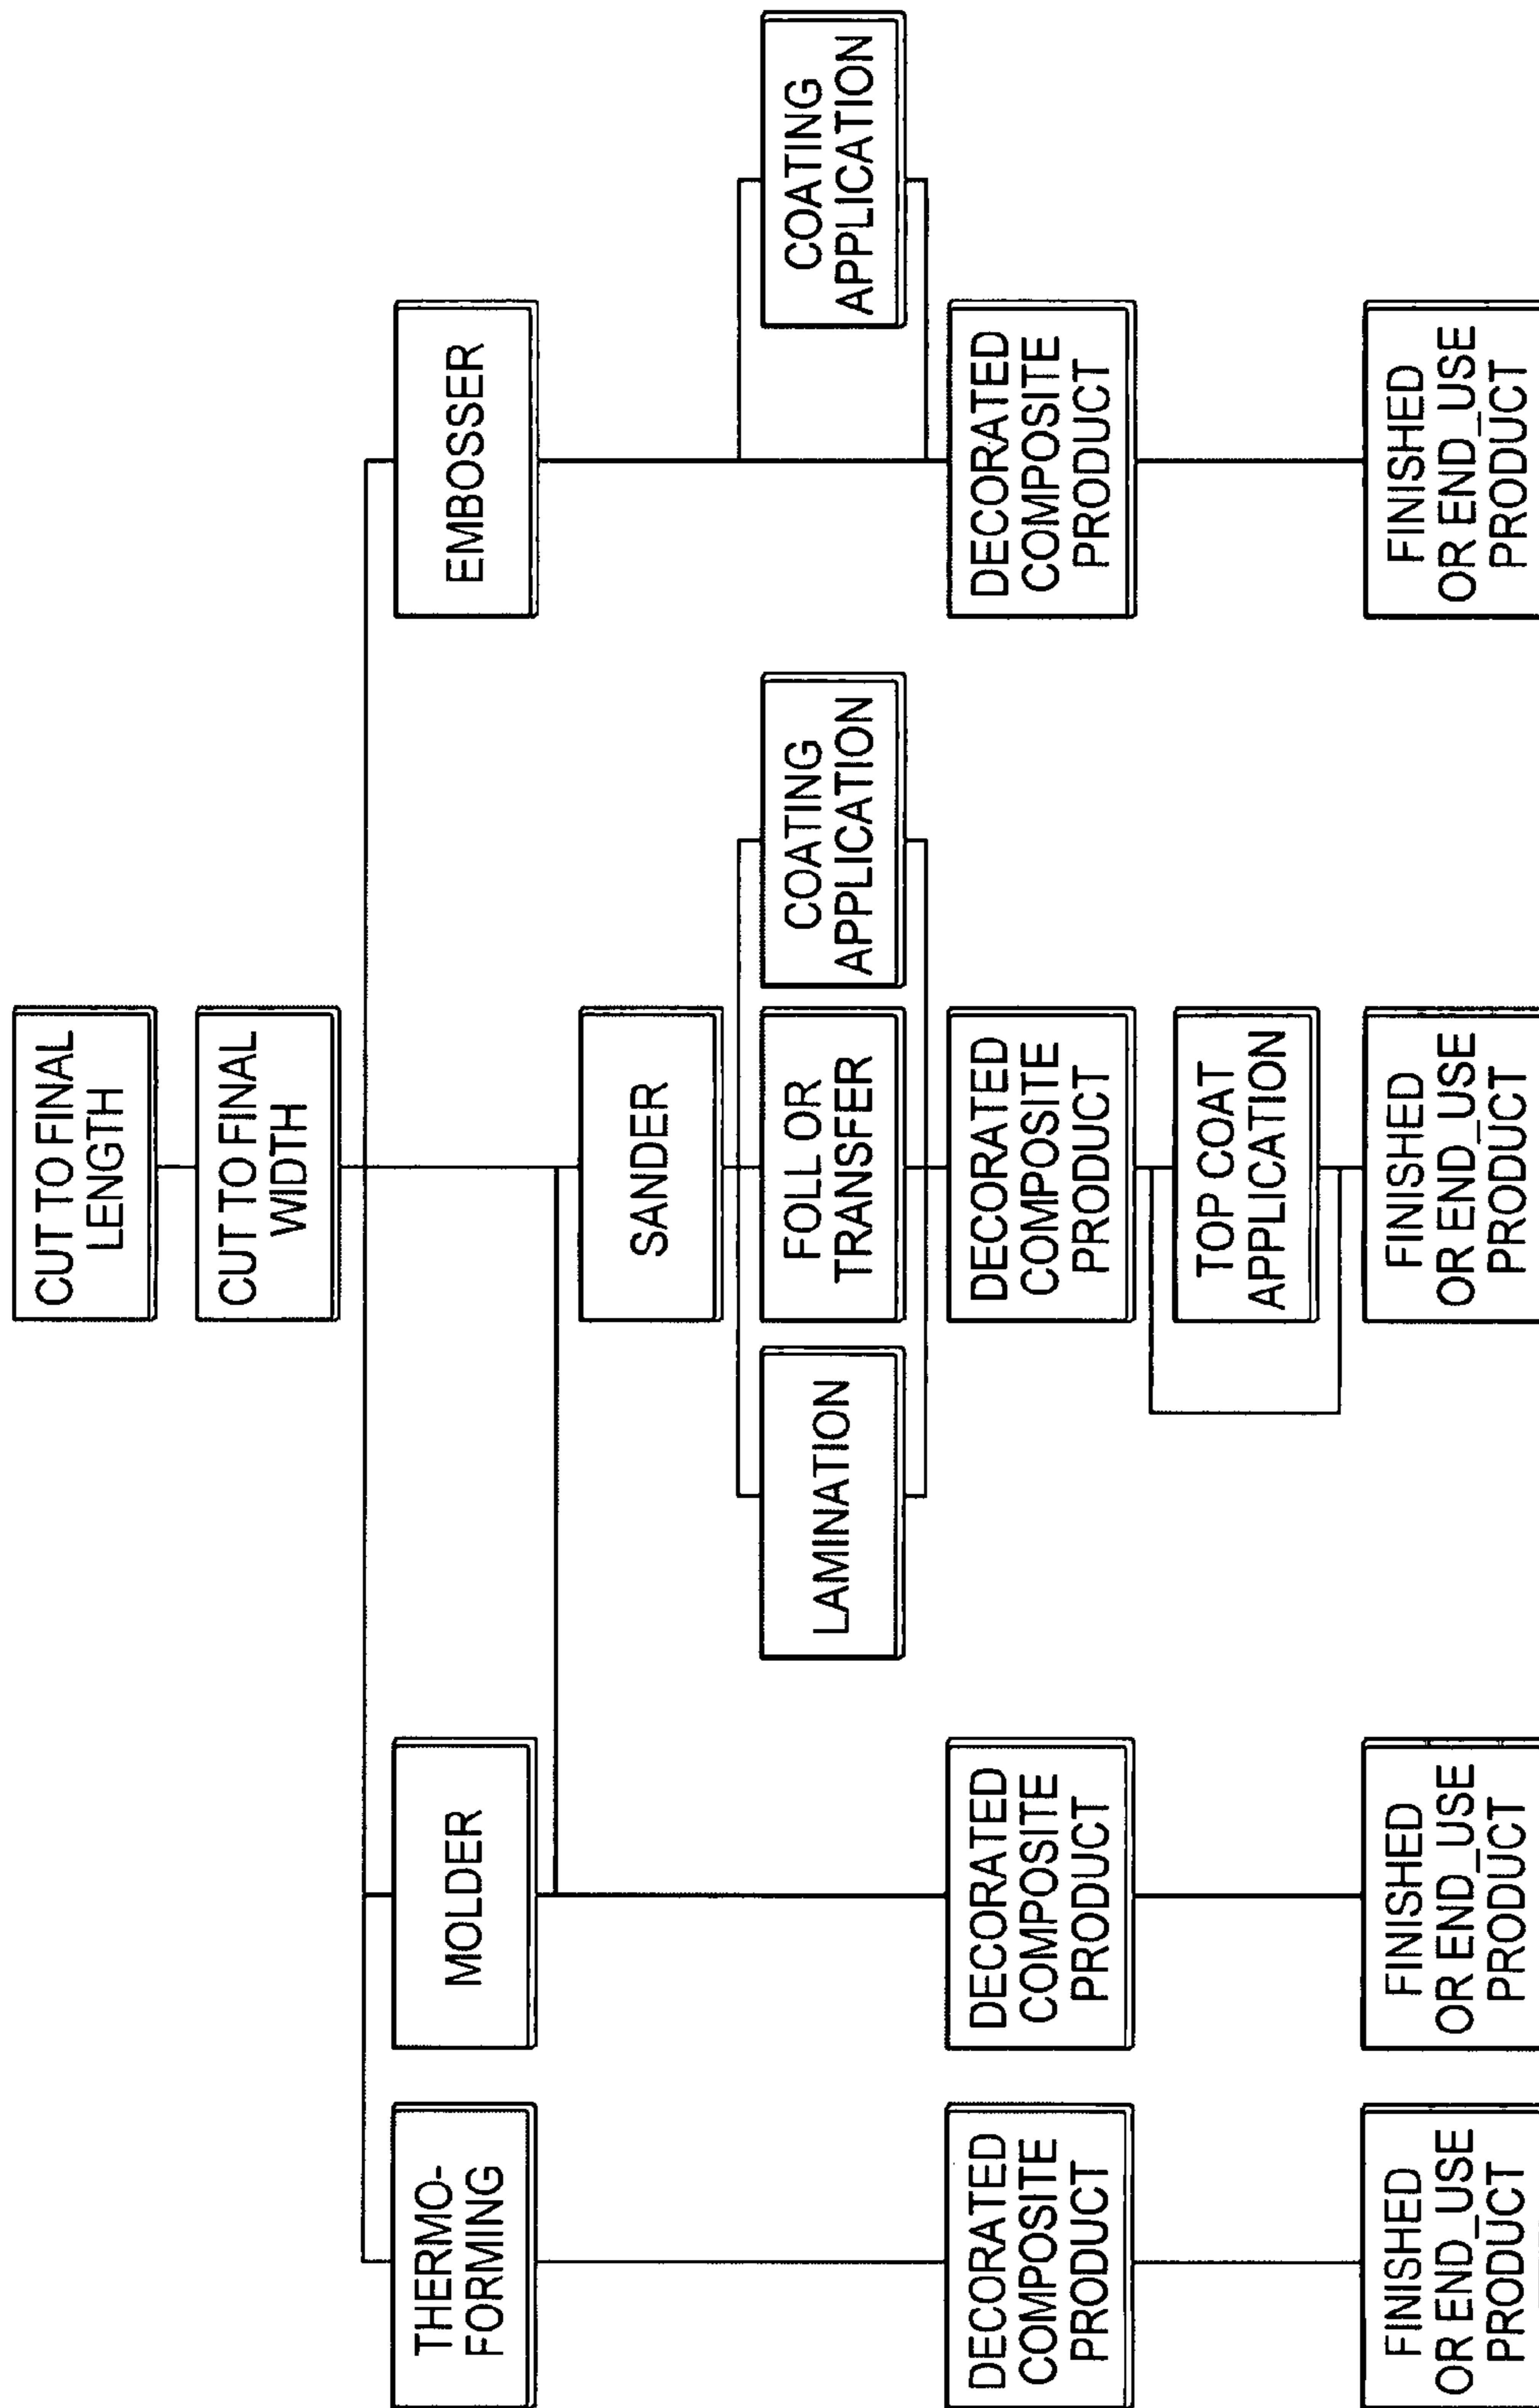 CUT TO FINAL
LENGTH
CUT TO FINAL
WIDTH
THERMO-
FORMING
MOLDER
EMBOSSER
SANDER
LAMINATION
FOLL OR
TRANSFER
COATING
APPLICATION
COATING
APPLICATION
DECORATED
COMPOSITE
PRODUCT
DECORATED
COMPOSITE
PRODUCT
DECORATED
COMPOSITE
PRODUCT
DECORATED
COMPOSITE
PRODUCT
TOP COAT
APPLICATION
FINISHED
OR END_USE
PRODUCT
FINISHED
OR END_USE
PRODUCT
FINISHED
OR END_USE
PRODUCT
FINISHED
OR END_USE
PRODUCT